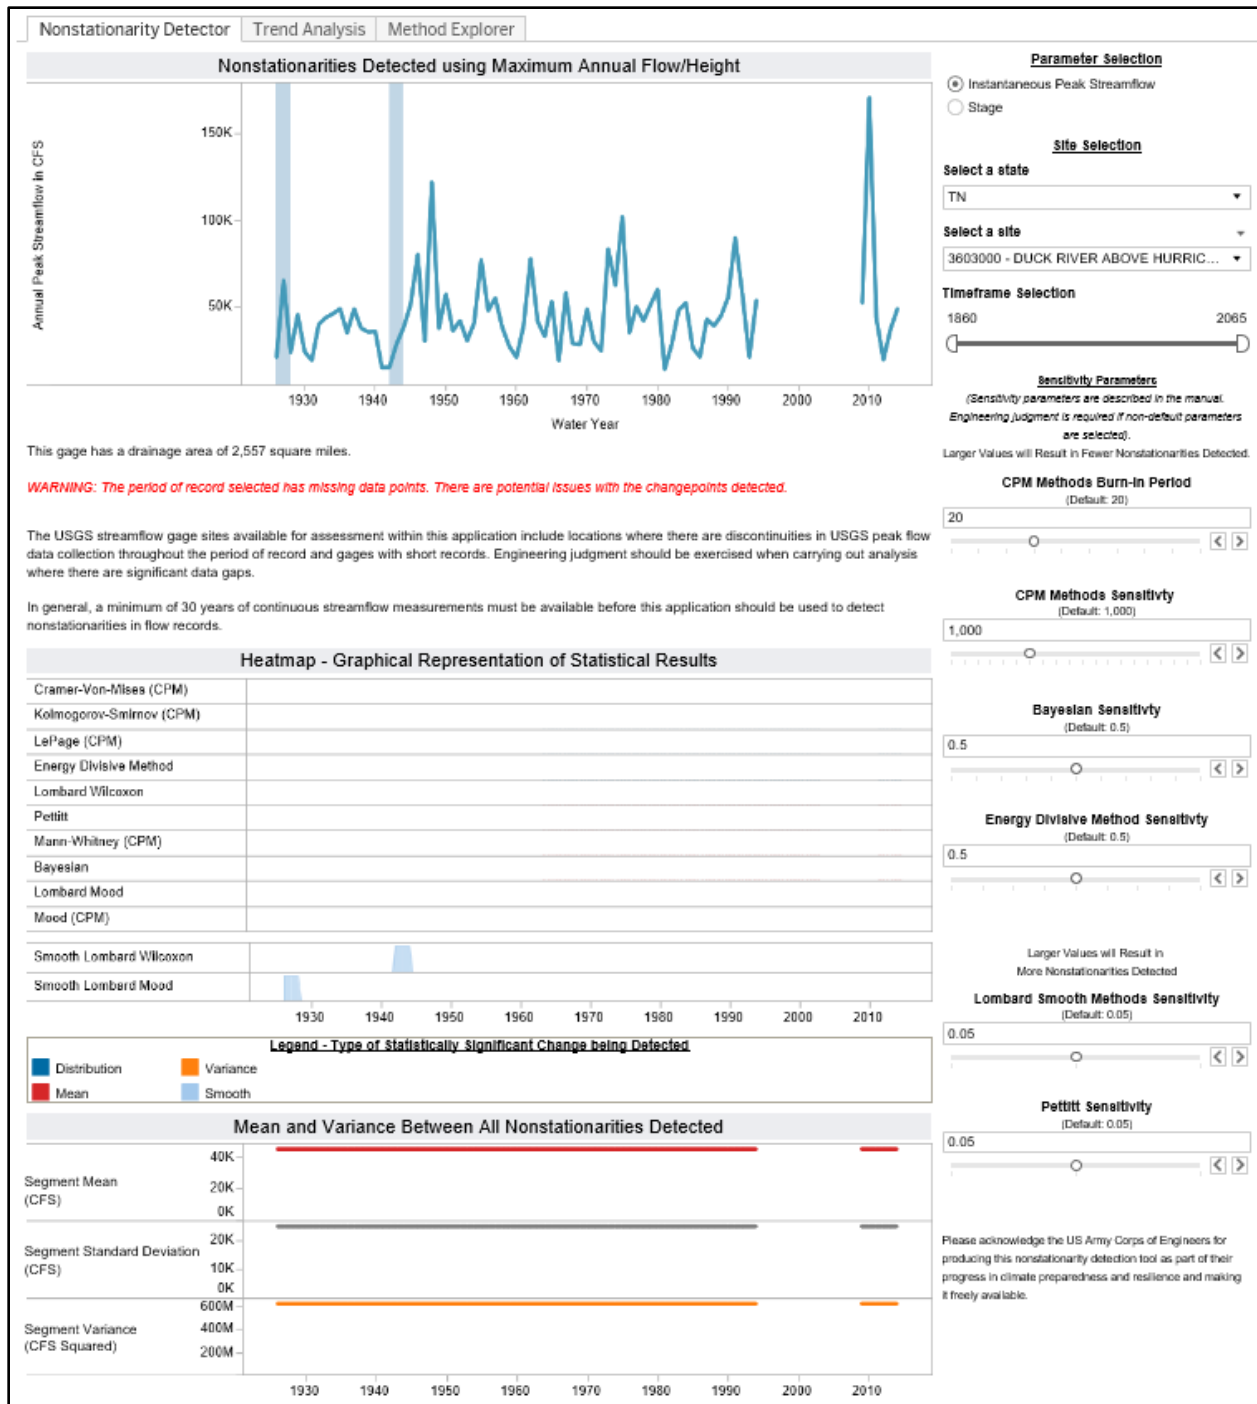 Nonstationarity Detector
Trend Analysis
Method Explorer
Nonstationarities Detected using Maximum Annual Flow/Height
Annual Peak Streamflow in CFS
150K
100K
50K
1930 1940 1950 1960 1970 1980 1990 2000 2010
Water Year
This gage has a drainage area of 2,557 square miles.
WARNING: The period of record selected has missing data points. There are potential issues with the changepoints detected.
The USGS streamflow gage sites available for assessment within this application include locations where there are discontinuities in USGS peak flow
data collection throughout the period of record and gages with short records. Engineering judgment should be exercised when carrying out analysis
where there are significant data gaps.
In general, a minimum of 30 years of continuous streamflow measurements must be available before this application should be used to detect
nonstationarities in flow records.
Heatmap - Graphical Representation of Statistical Results
Cramer-Von-Mises (CPM)
Kolmogorov-Smirnov (CPM)
LePage (CPM)
Energy Divisive Method
Lombard Wilcoxon
Pettitt
Mann-Whitney (CPM)
Bayesian
Lombard Mood
Mood (CPM)
Smooth Lombard Wilcoxon
Smooth Lombard Mood
1930 1940 1950 1960 1970 1980 1990 2000 2010
Legend - Type of Statistically Significant Change being Detected
Distribution
Variance
Mean
Smooth
Mean and Variance Between All Nonstationarities Detected
Segment Mean
(CFS)
40K
20K
0K
Segment Standard Deviation
(CFS)
20K
10K
0K
Segment Variance
(CFS Squared)
600M
400M
200M
1930 1940 1950 1960 1970 1980 1990 2000 2010
Parameter Selection
Instantaneous Peak Streamflow
Stage
Site Selection
Select a state
TN
Select a site
3603000 - DUCK RIVER ABOVE HURRIC...
Timeframe Selection
1860 2065
Sensitivity Parameters
(Sensitivity parameters are described in the manual.
Engineering judgment is required if non-default parameters
are selected).
Larger Values will Result in Fewer Nonstationarities Detected.
CPM Methods Burn-In Period
(Default: 20)
20
CPM Methods Sensitivty
(Default: 1,000)
1,000
Bayesian Sensitivty
(Default: 0.5)
0.5
Energy Divisive Method Sensitivty
(Default: 0.5)
0.5
Larger Values will Result in
More Nonstationarities Detected
Lombard Smooth Methods Sensitivity
(Default: 0.05)
0.05
Pettitt Sensitivity
(Default: 0.05)
0.05
Please acknowledge the US Army Corps of Engineers for
producing this nonstationarity detection tool as part of their
progress in climate preparedness and resilience and making
it freely available.